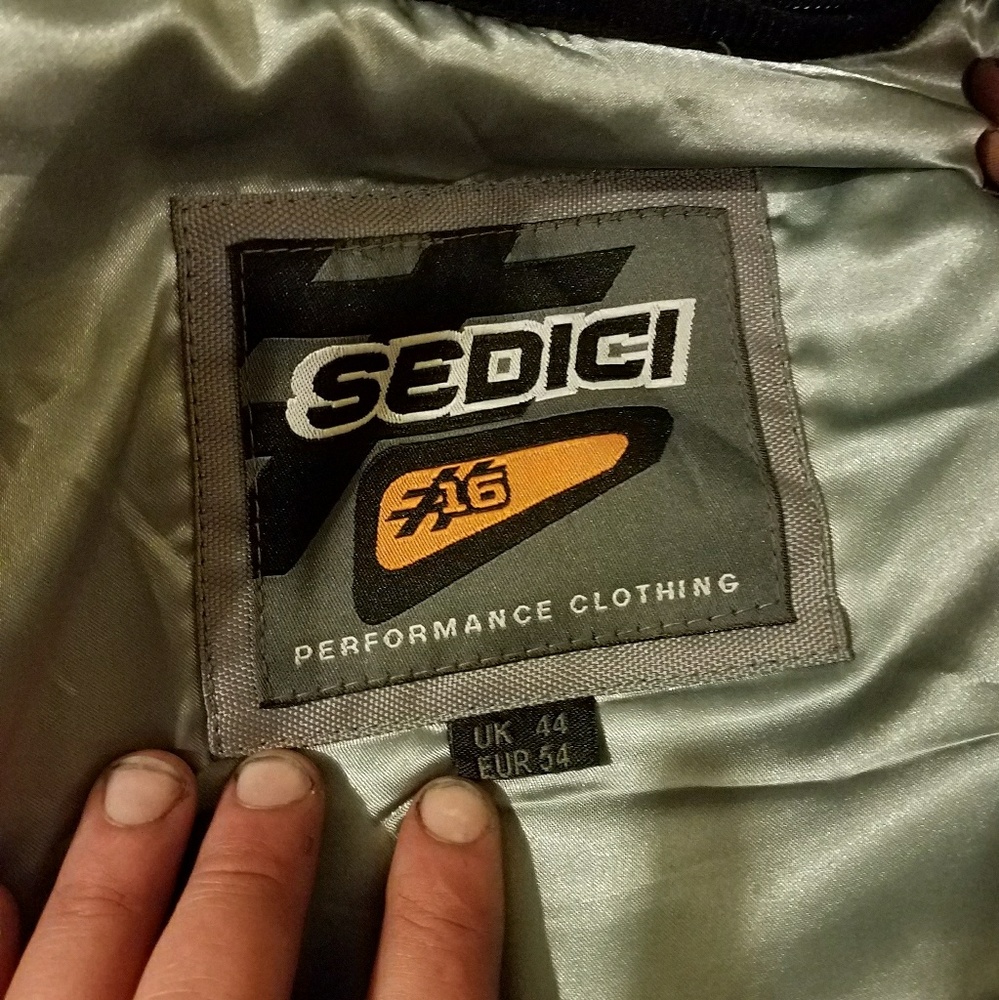 SEDICI
#16
PERFORMANCE CLOTHING
UK 44
EUR 54